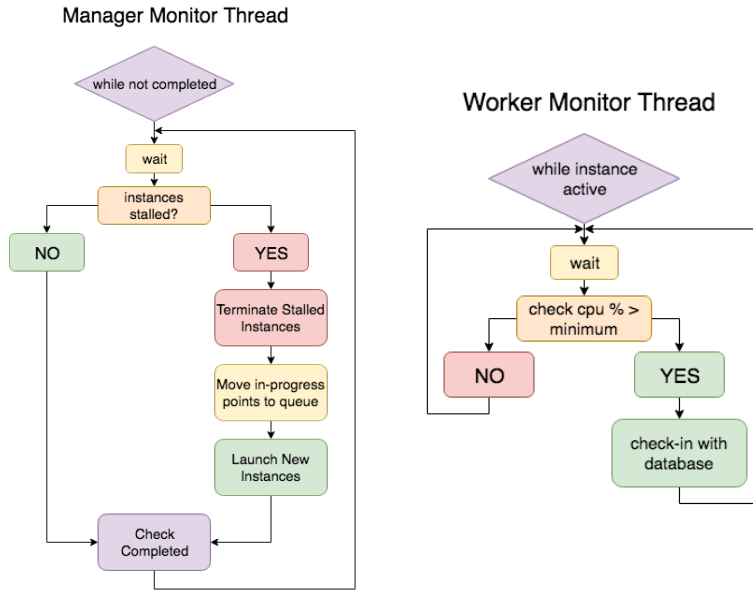 Manager Monitor Thread
while not completed
wait
instances
stalled?
NO
YES
Terminate Stalled
Instances
Move in-progress
points to queue
Launch New
Instances
Check
Completed
Worker Monitor Thread
while instance
active
wait
check cpu % >
minimum
NO
YES
check-in with
database